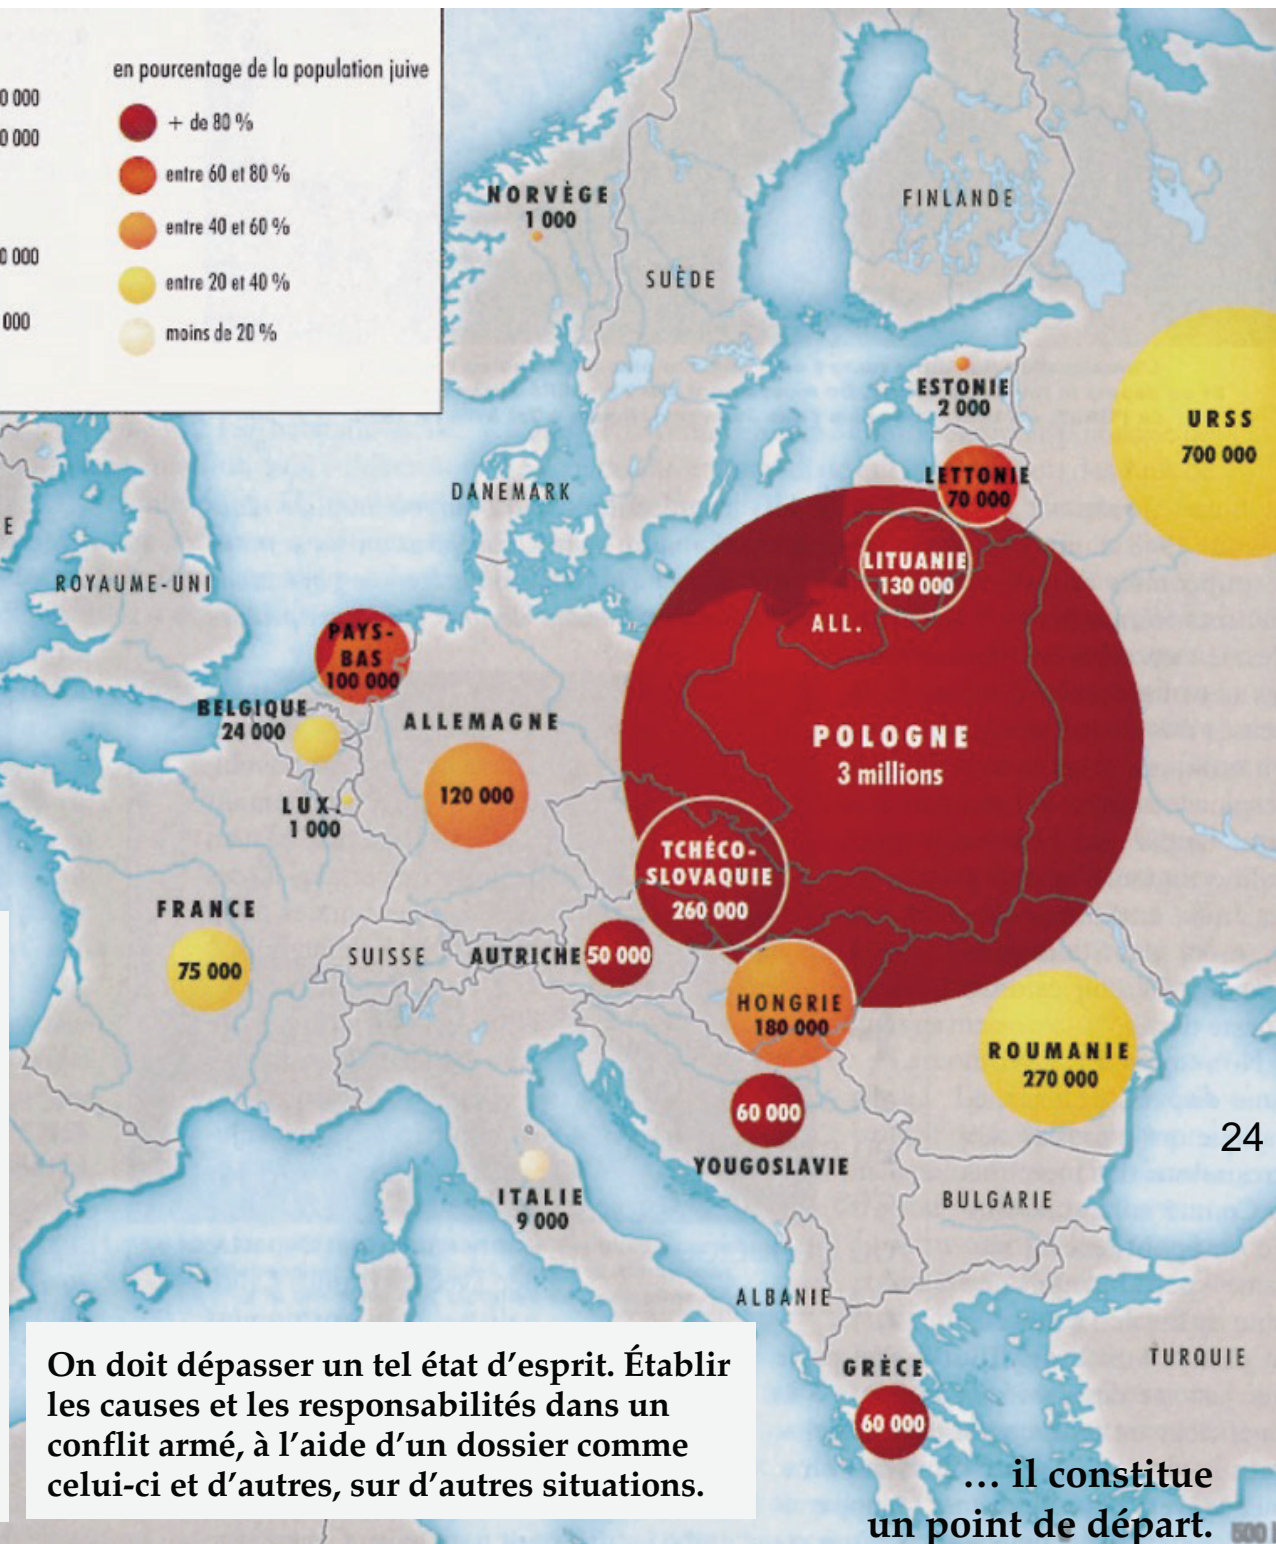 en pourcentage de la population juive
0 000
+ de 80 %
0 000
entre 60 et 80 %
entre 40 et 60 %
0 000
entre 20 et 40 %
000
moins de 20 %
NORVÈGE
1 000
FINLANDE
SUÈDE
ESTONIE
2 000
URSS
700 000
LETTONIE
70 000
DANEMARK
E
LITUANIE
130 000
ROYAUME-UNI
ALL.
PAYS-
BAS
100 000
BELGIQUE
24 000
ALLEMAGNE
120 000
POLOGNE
3 millions
LUX.
1 000
TCHÉCO-
SLOVAQUIE
260 000
FRANCE
75 000
SUISSE
AUTRICHE
50 000
HONGRIE
180 000
ROUMANIE
270 000
60 000
YOUGOSLAVIE
24
ITALIE
9 000
BULGARIE
ALBANIE
TURQUIE
GRÈCE
60 000
On doit dépasser un tel état d’esprit. Établir
les causes et les responsabilités dans un
conflit armé, à l’aide d’un dossier comme
celui-ci et d’autres, sur d’autres situations.
… il constitue
un point de départ.
500